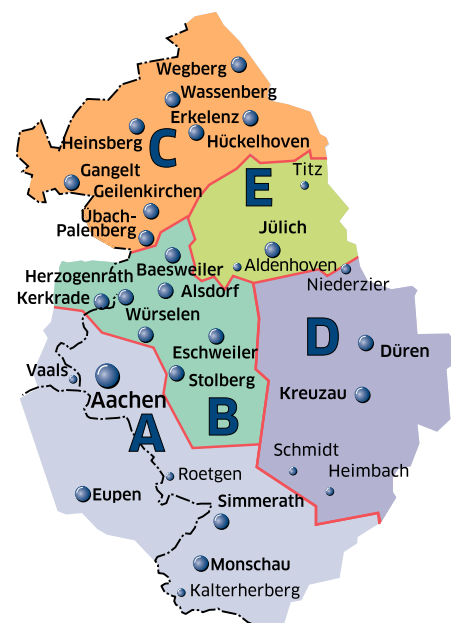 Wegberg
Wassenberg
Erkelenz
Heinsberg
C
Hückelhoven
Gangelt
Geilenkirchen
Titz
E
Übach-
Palenberg
Jülich
Baesweiler
Aldenhoven
Herzogenrath
Niederzier
Kerkrade
Alsdorf
Würselen
D
Eschweiler
Düren
Vaals
Stolberg
Aachen
Kreuzau
B
A
Schmidt
Roetgen
Heimbach
Eupen
Simmerath
Monschau
Kalterherberg